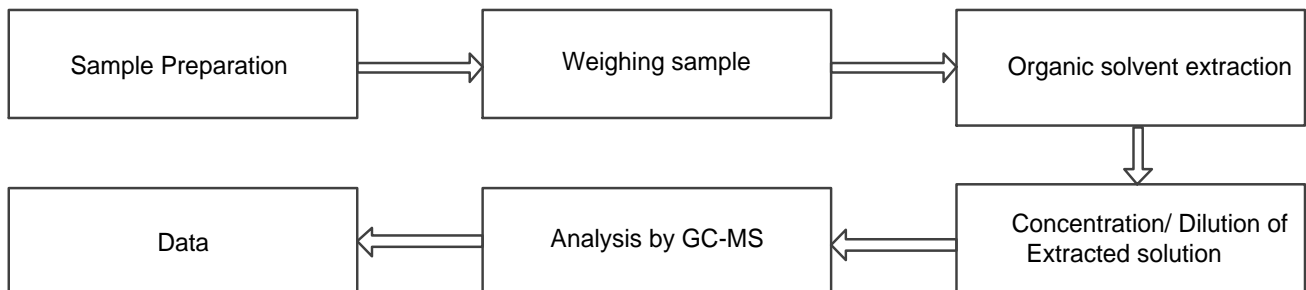 Sample Preparation
Weighing sample
Organic solvent extraction
Concentration/ Dilution of
Extracted solution
Analysis by GC-MS
Data